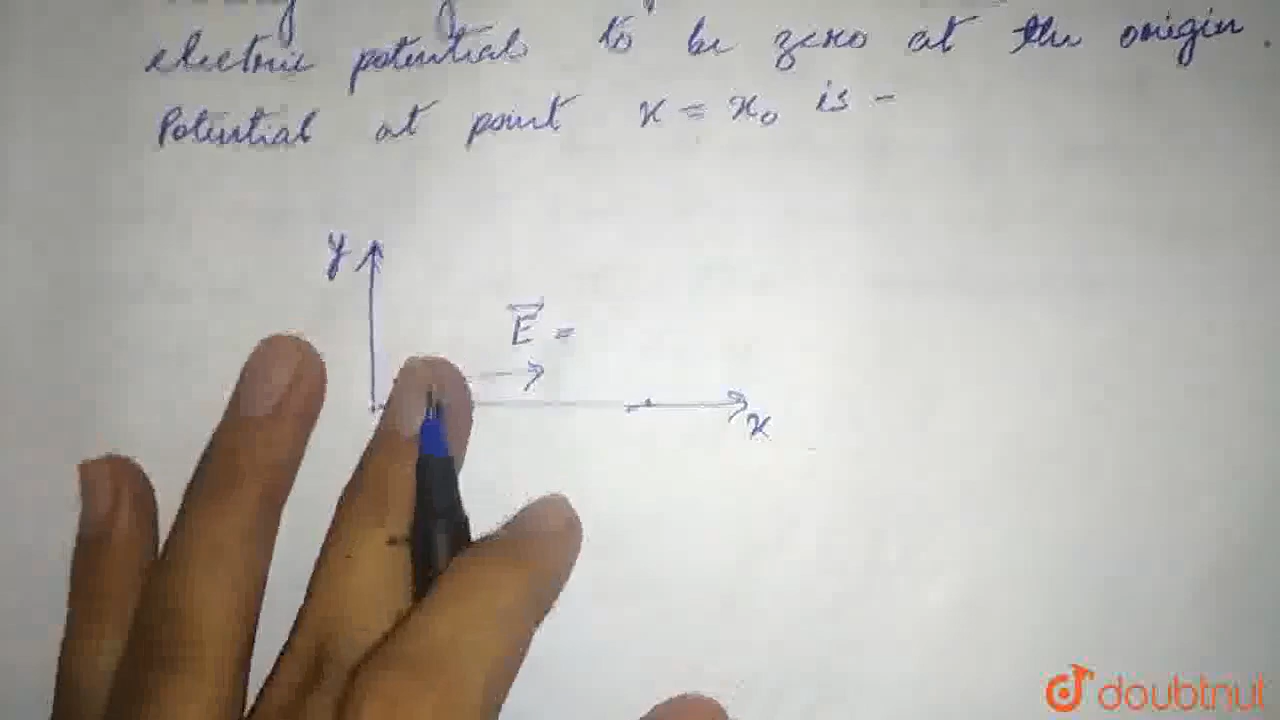 electric potential to be zero at the origin.
Potential at point x = x₀ is -
y
E⃗ =
x
doubtnut